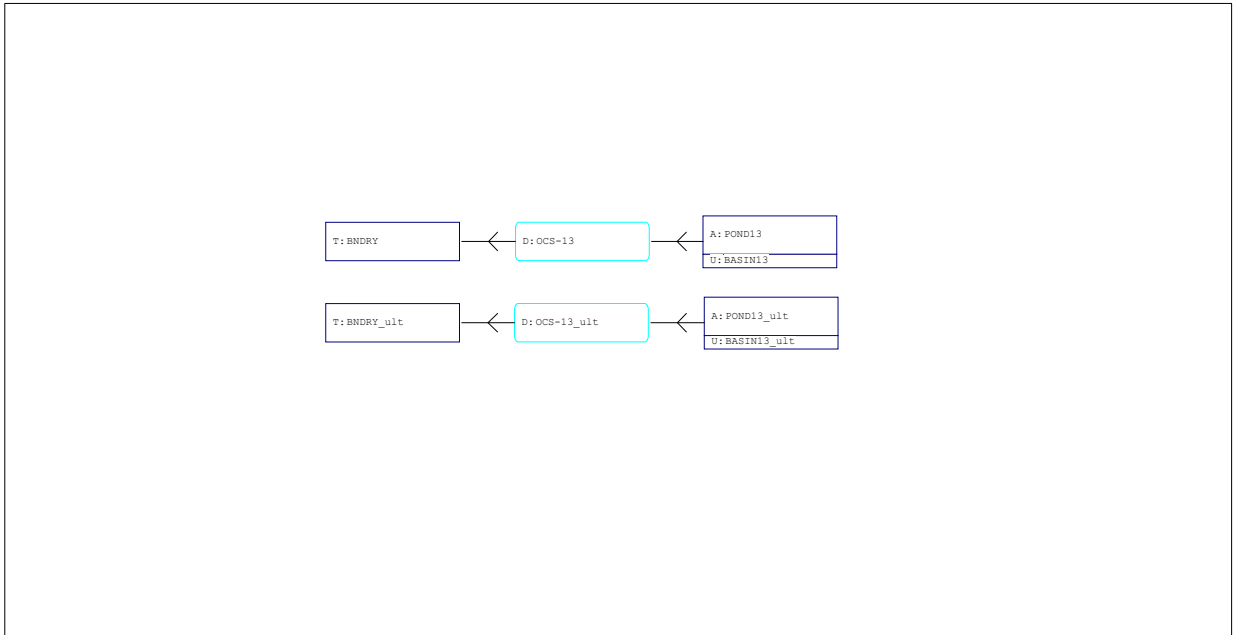 T:BNDRY
D:OCS-13
A:POND13
U:BASIN13
T:BNDRY_ult
D:OCS-13_ult
A:POND13_ult
U:BASIN13_ult